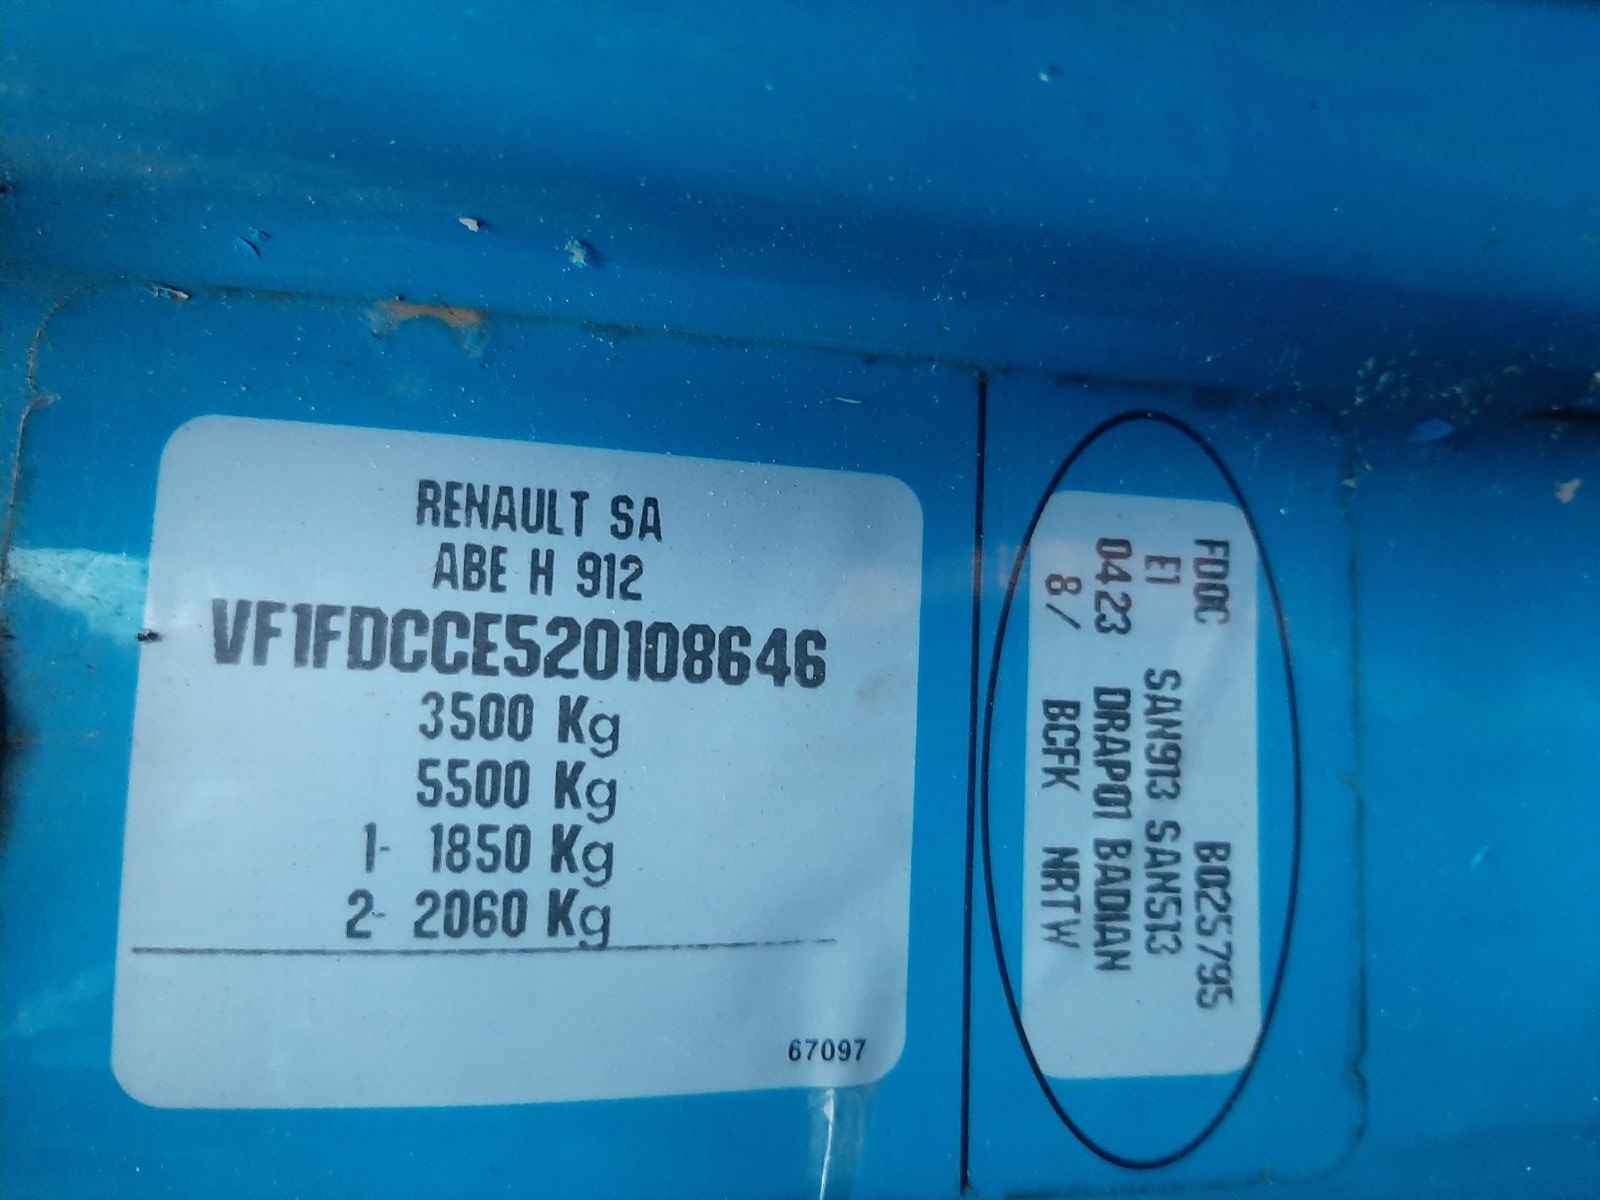 RENAULT SA
ABE H 912
VF1FDCCE520108646
3500 Kg
5500 Kg
1- 1850 Kg
2- 2060 Kg
67097
FD0C B025795
E1 SAN913 SAN513
0423 DRAP01 BADIAN
8/ BCFK NRTW